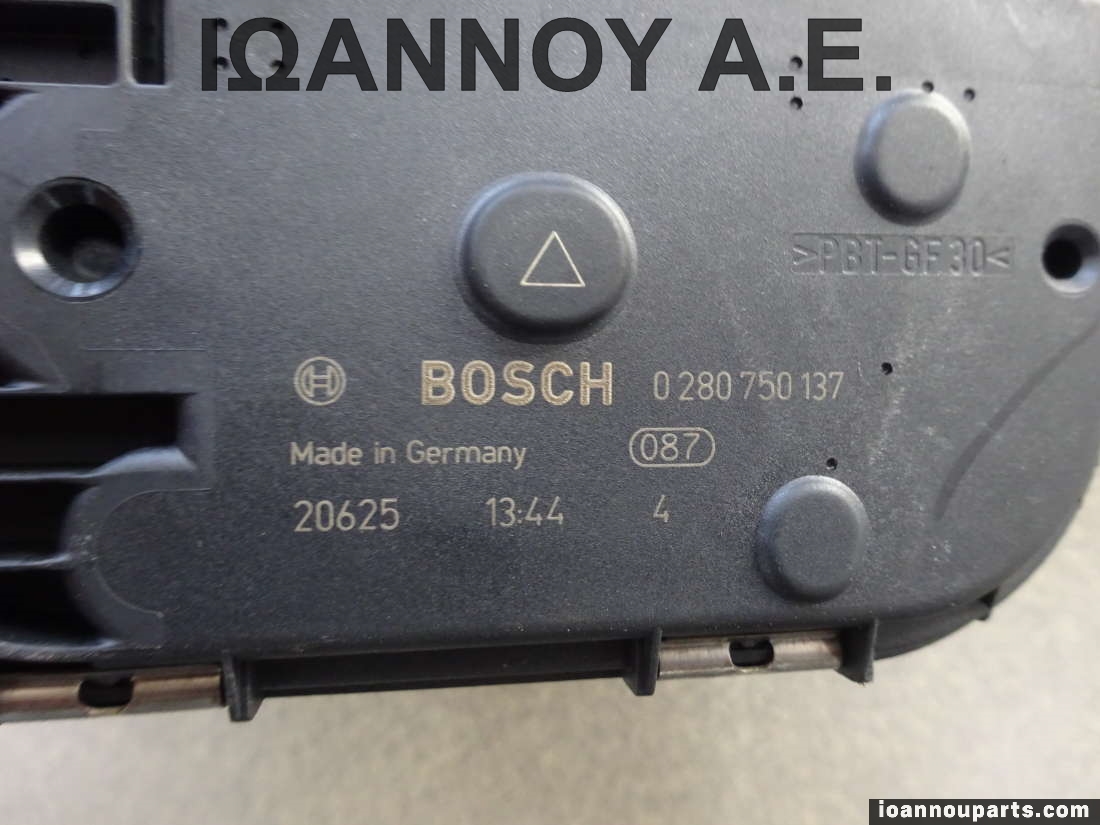 ΙΩΑΝΝΟΥ Α.Ε.
>PBT-GF30<
BOSCH 0 280 750 137
Made in Germany 087
20625 13:44 4
ioannouparts.com